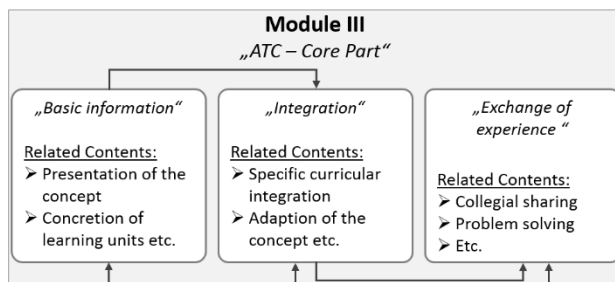 Module III
„ATC – Core Part“
„Basic information“
Related Contents:
➢ Presentation of the
concept
➢ Concretion of
learning units etc.
„Integration“
Related Contents:
➢ Specific curricular
integration
➢ Adaption of the
concept etc.
„Exchange of
experience “
Related Contents:
➢ Collegial sharing
➢ Problem solving
➢ Etc.